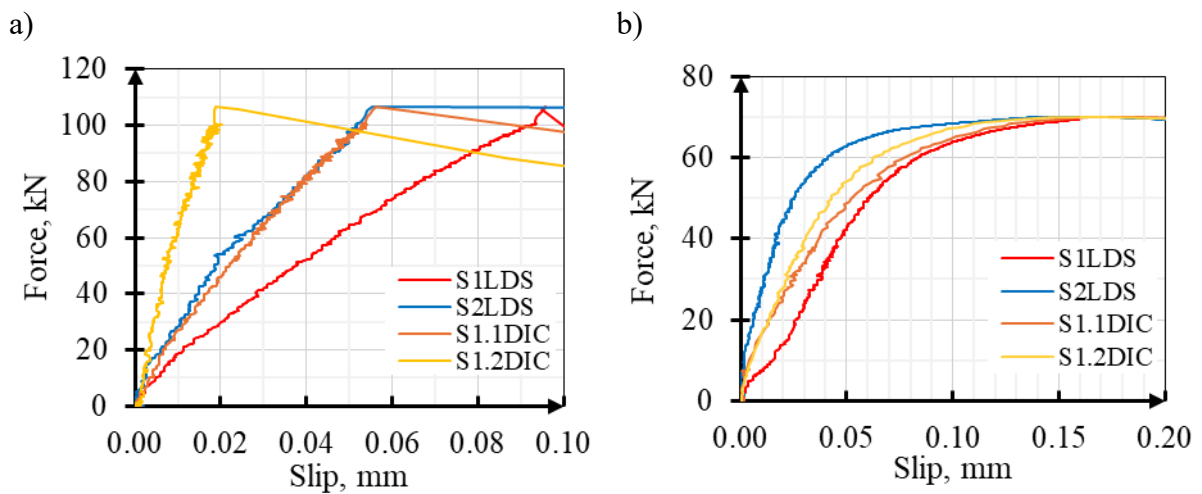 a)
120
100
80
60
40
20
0
Force, kN
S1LDS
S2LDS
S1.1DIC
S1.2DIC
0.00 0.02 0.04 0.06 0.08 0.10
Slip, mm
b)
80
60
40
20
0
Force, kN
S1LDS
S2LDS
S1.1DIC
S1.2DIC
0.00 0.05 0.10 0.15 0.20
Slip, mm